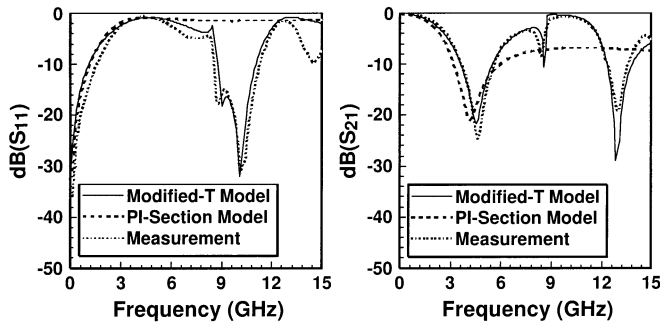 0
-10
-20
-30
-40
-50
dB(S11)
Modified-T Model
PI-Section Model
Measurement
0 3 6 9 12 15
Frequency (GHz)
0
-10
-20
-30
-40
-50
dB(S21)
Modified-T Model
PI-Section Model
Measurement
0 3 6 9 12 15
Frequency (GHz)